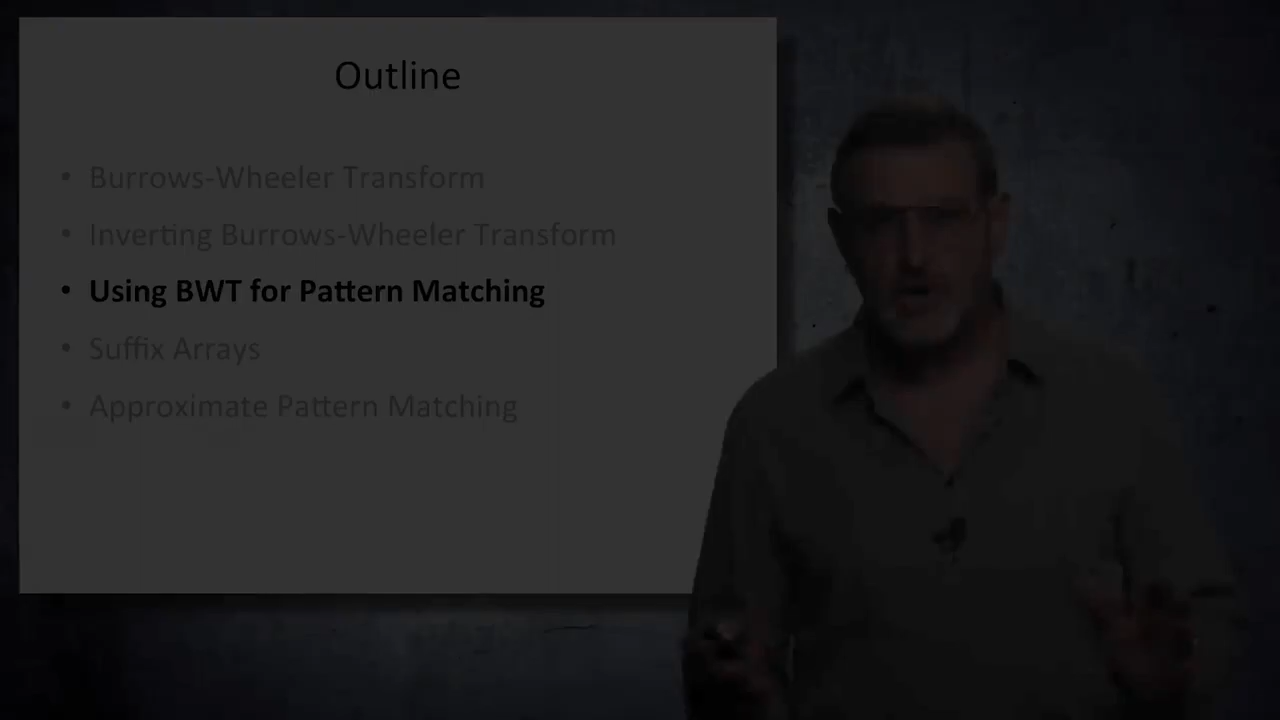 Outline
• Burrows-Wheeler Transform
• Inverting Burrows-Wheeler Transform
• Using BWT for Pattern Matching
• Suffix Arrays
• Approximate Pattern Matching